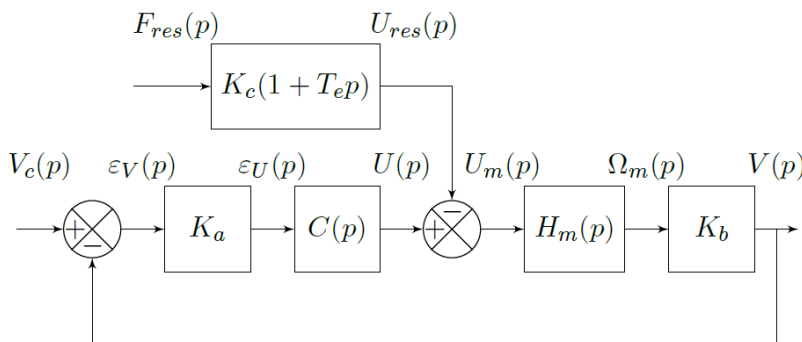 F_{res}(p) U_{res}(p)
K_c(1 + T_e p)
V_c(p) ε_V(p) ε_U(p) U(p) U_m(p) Ω_m(p) V(p)
−
+ K_a C(p) + H_m(p) K_b
−